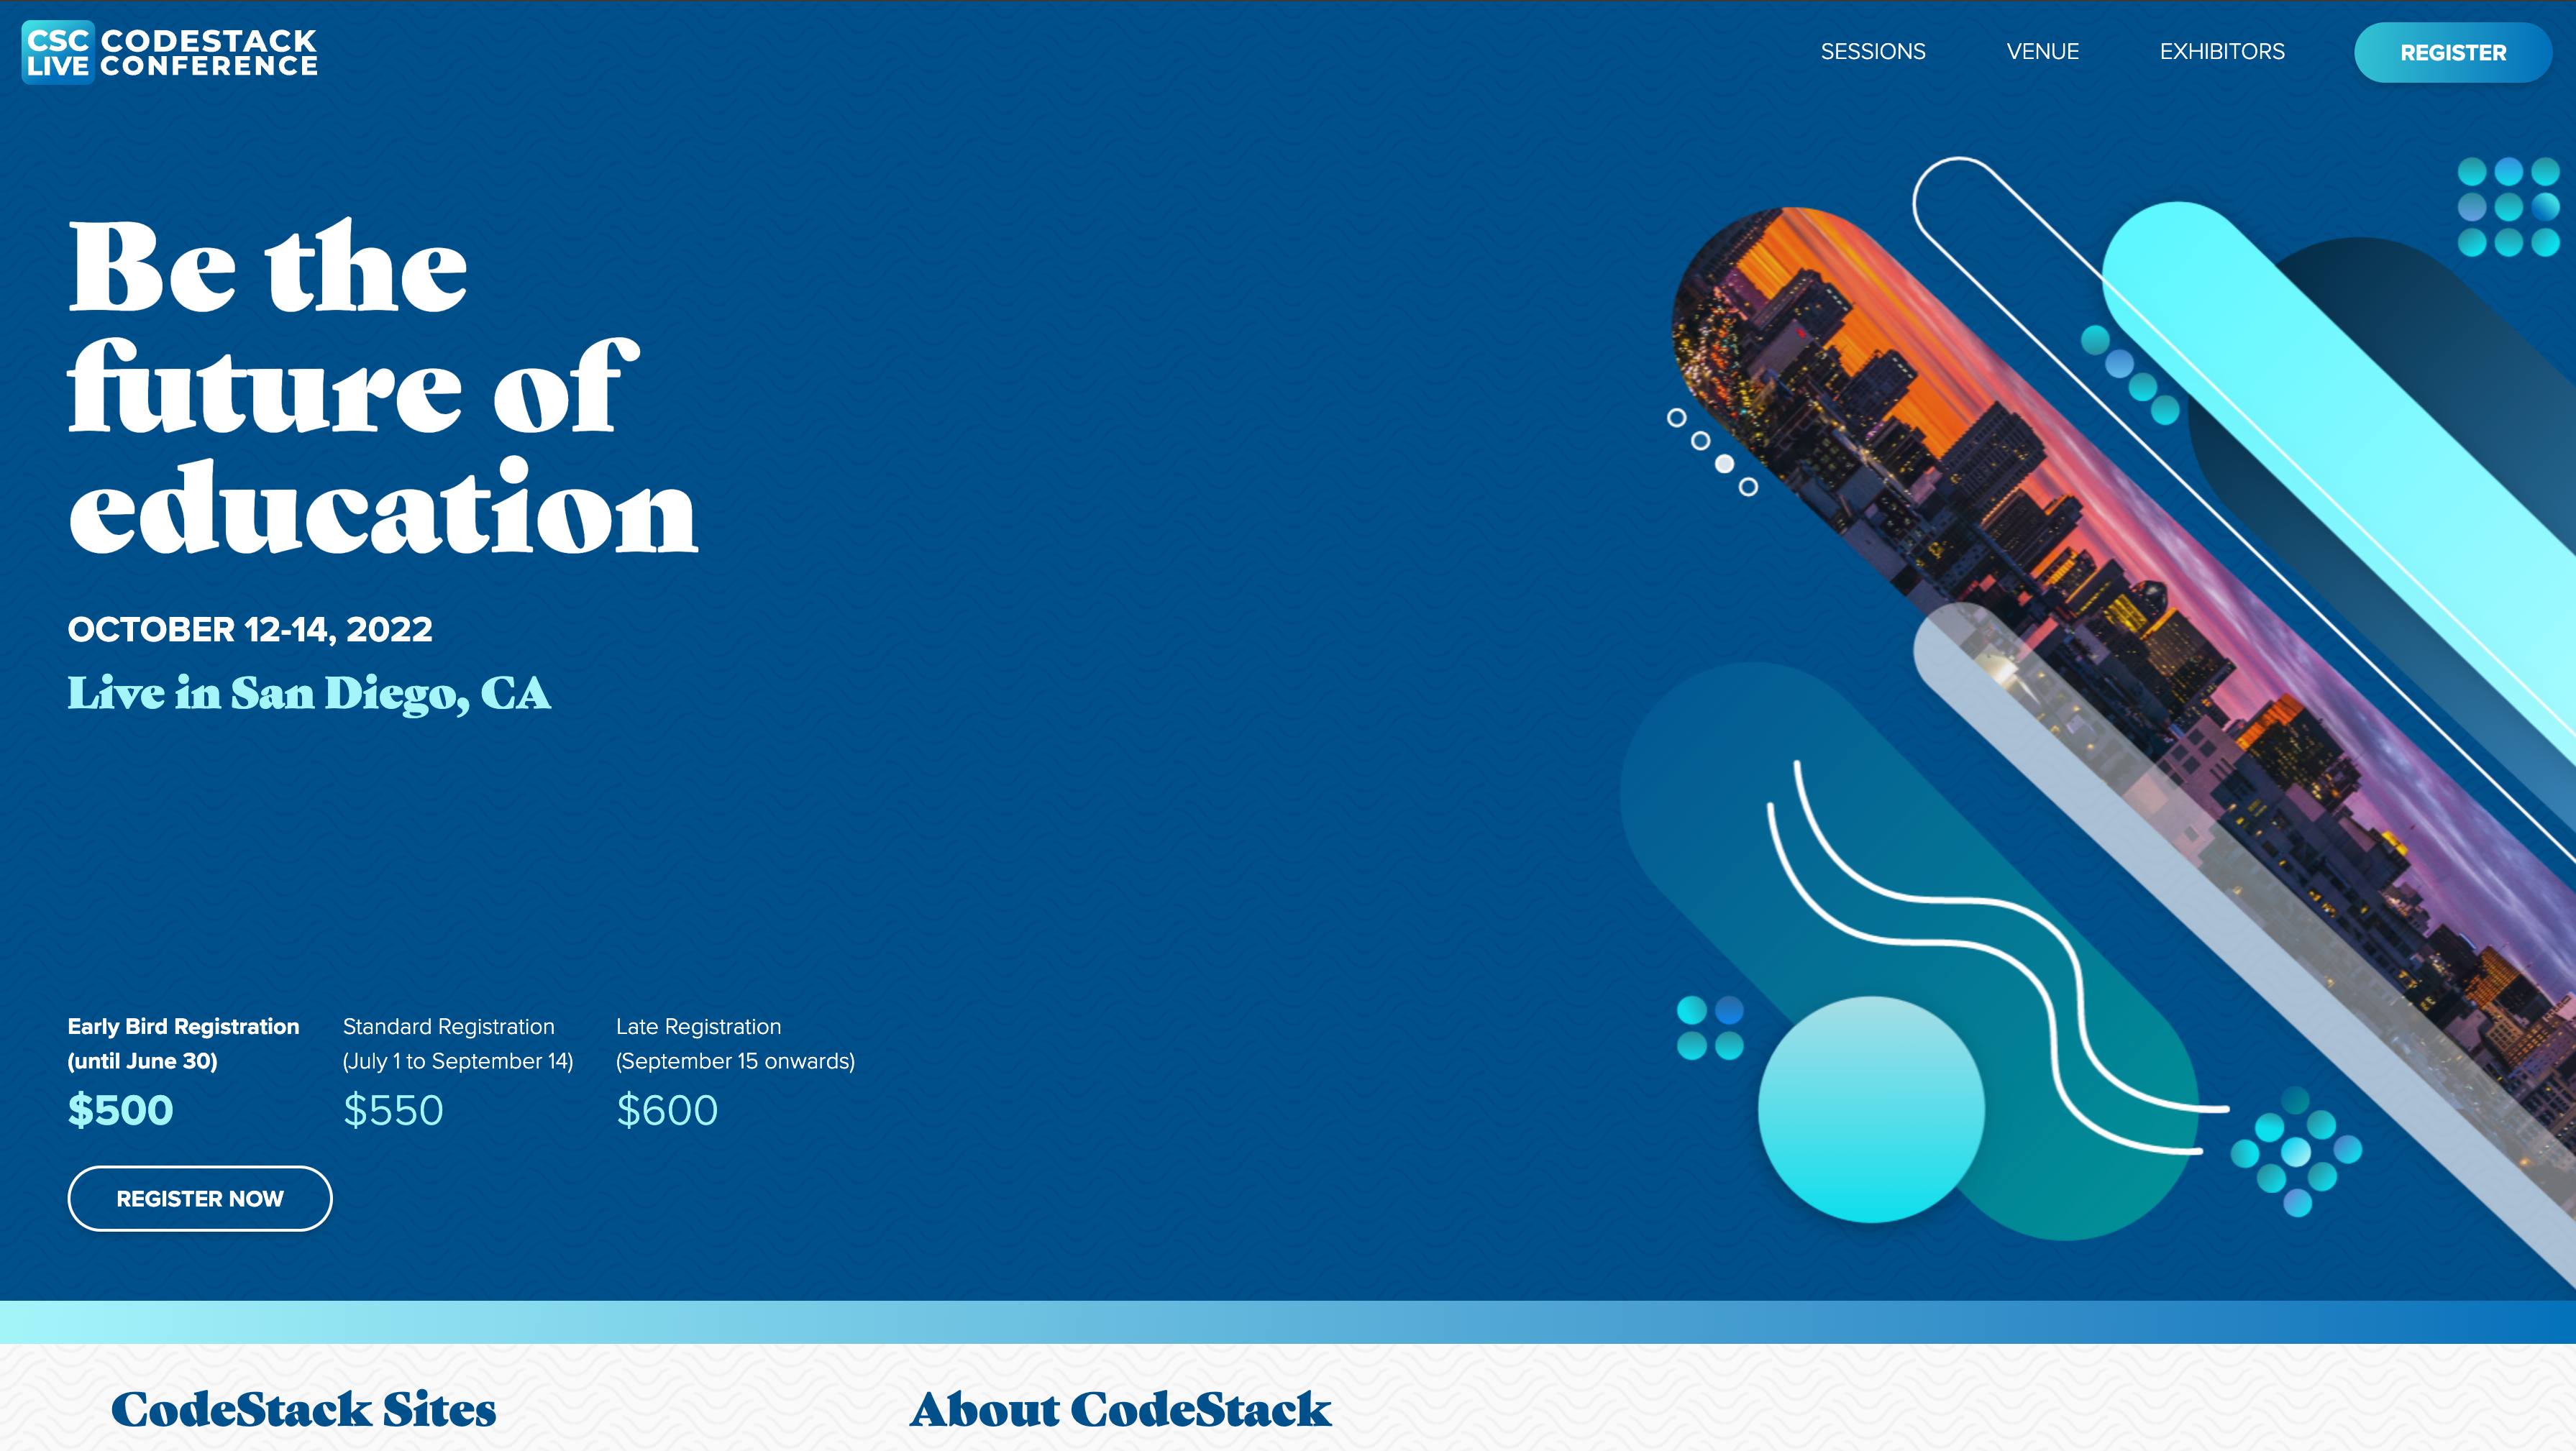 CSC LIVE
CODESTACK
CONFERENCE
SESSIONS
VENUE
EXHIBITORS
REGISTER
Be the
future of
education
OCTOBER 12-14, 2022
Live in San Diego, CA
Early Bird Registration
(until June 30)
$500
Standard Registration
(July 1 to September 14)
$550
Late Registration
(September 15 onwards)
$600
REGISTER NOW
CodeStack Sites
About CodeStack